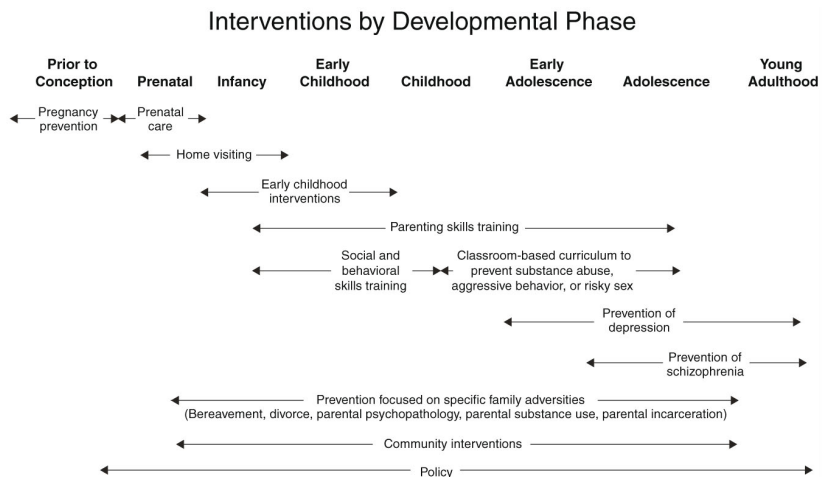 Interventions by Developmental Phase
Prior to
Conception
Prenatal
Infancy
Early
Childhood
Childhood
Early
Adolescence
Adolescence
Young
Adulthood
Pregnancy
prevention
Prenatal
care
Home visiting
Early childhood
interventions
Parenting skills training
Social and
behavioral
skills training
Classroom-based curriculum to
prevent substance abuse,
aggressive behavior, or risky sex
Prevention of
depression
Prevention of
schizophrenia
Prevention focused on specific family adversities
(Bereavement, divorce, parental psychopathology, parental substance use, parental incarceration)
Community interventions
Policy